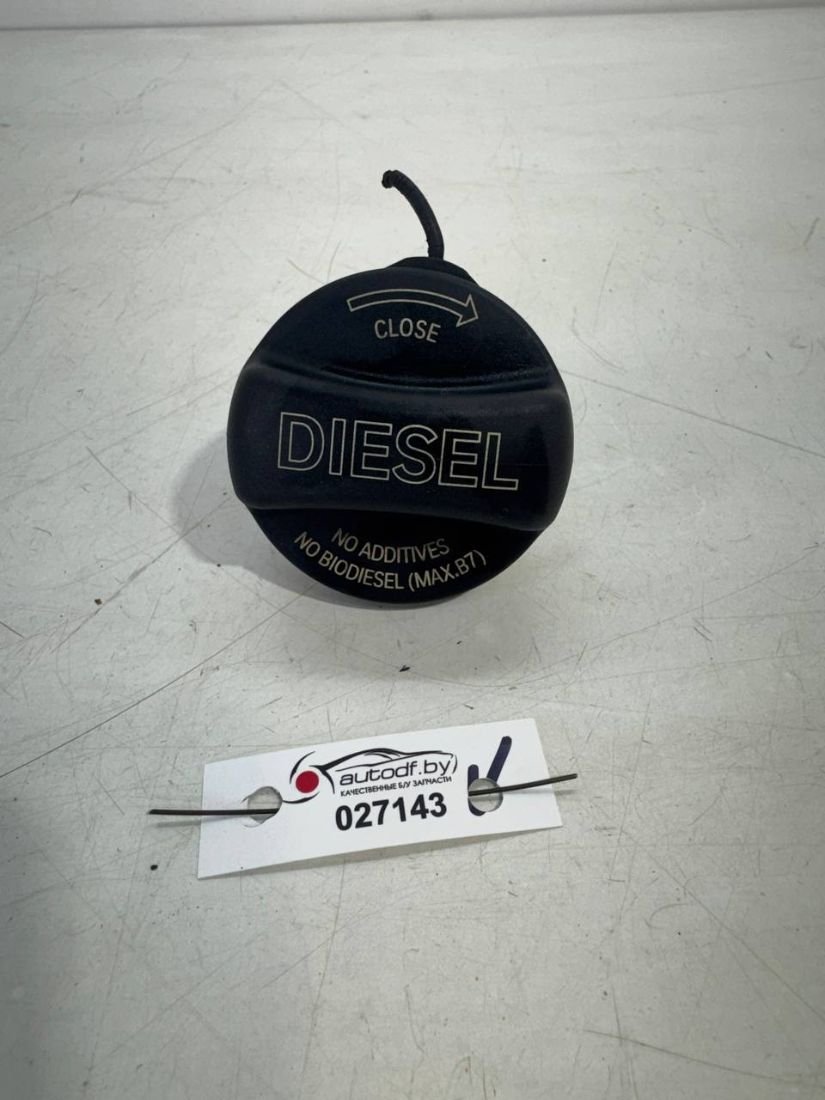 CLOSE
DIESEL
NO ADDITIVES
NO BIODIESEL (MAX.B7)
autodf.by
КАЧЕСТВЕННЫЕ Б/У ЗАПЧАСТИ
027143